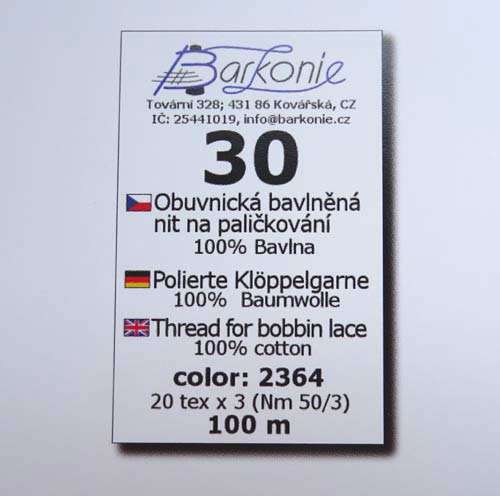 Barkonie
Tovární 328; 431 86 Kovářská, CZ
IČ: 25441019, info@barkonie.cz
30
Obuvnická bavlněná
nit na paličkování
100% Bavlna
Polierte Klöppelgarne
100% Baumwolle
Thread for bobbin lace
100% cotton
color: 2364
20 tex x 3 (Nm 50/3)
100 m